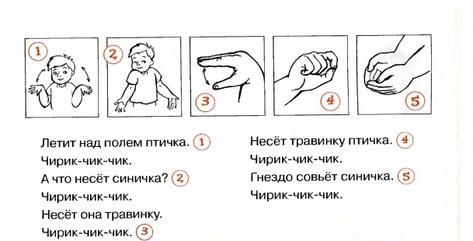 1 2 3 4 5
Летит над полем птичка. 1
Чирик-чик-чик.
А что несёт синичка? 2
Чирик-чик-чик.
Несёт она травинку.
Чирик-чик-чик. 3
Несёт травинку птичка. 4
Чирик-чик-чик.
Гнездо совьёт синичка. 5
Чирик-чик-чик.